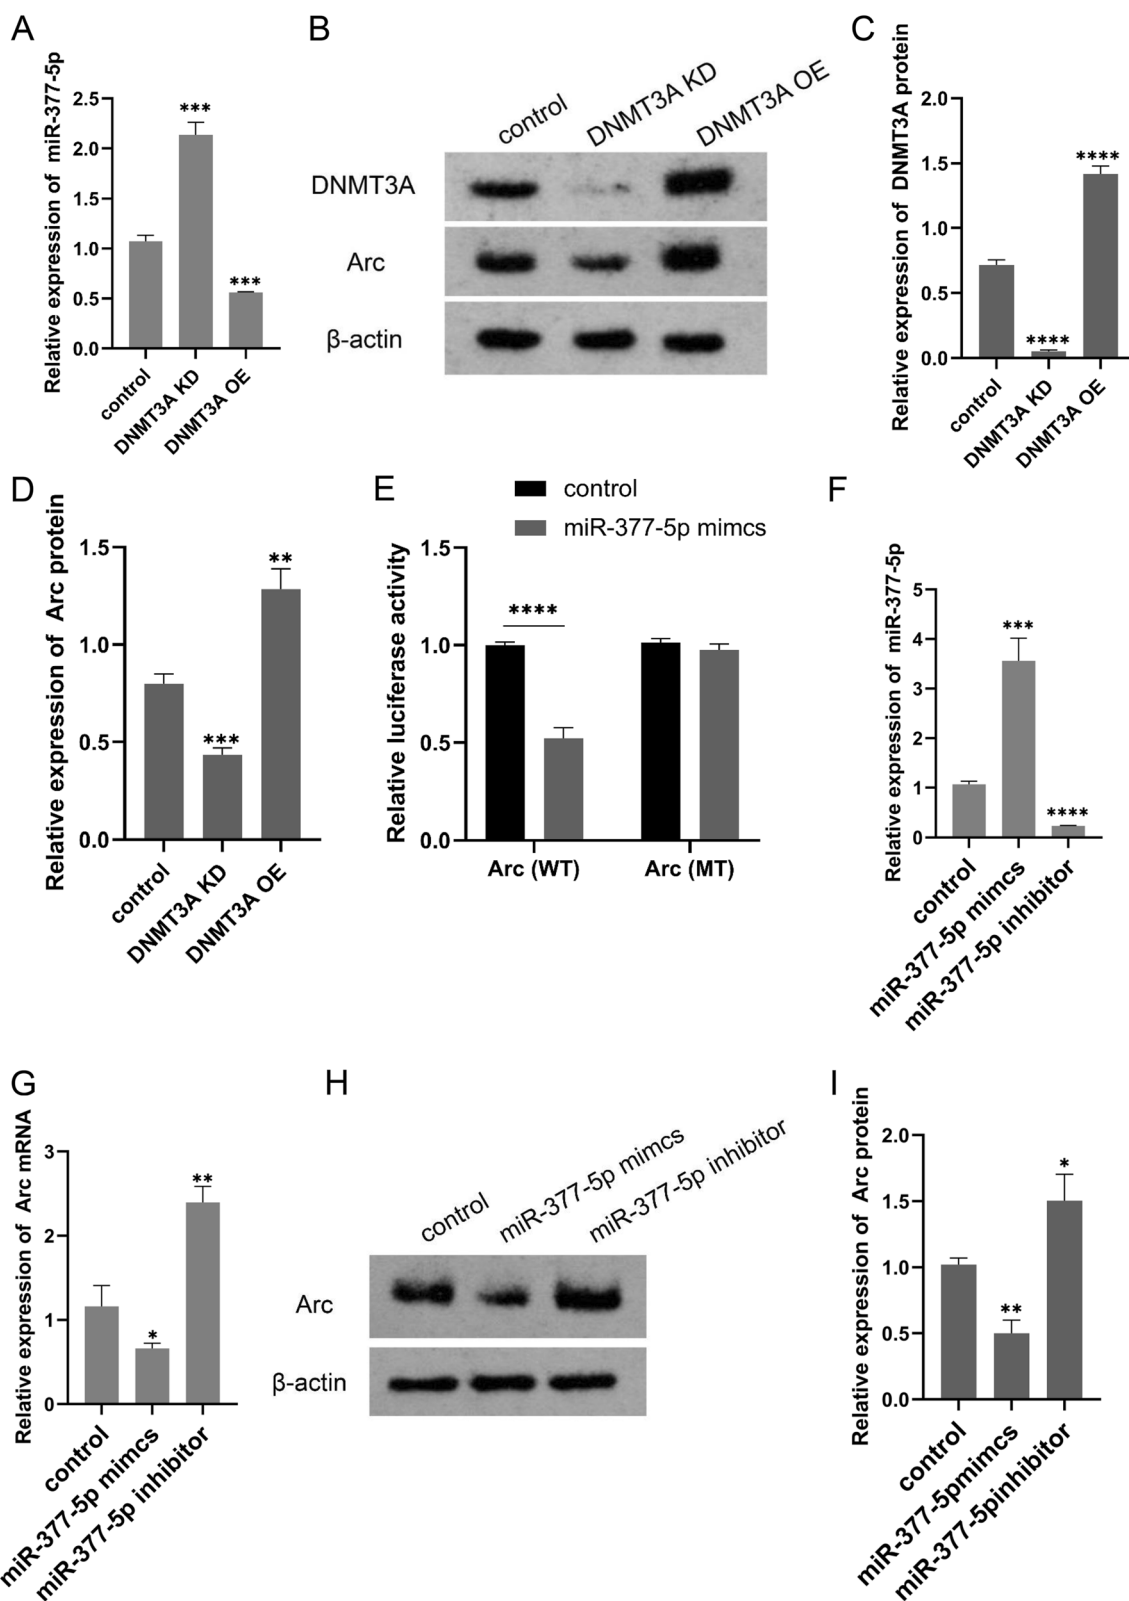 A
Relative expression of miR-377-5p
2.5
2.0
1.5
1.0
0.5
0.0
***
***
control
DNMT3A KD
DNMT3A OE
B
control
DNMT3A KD
DNMT3A OE
DNMT3A
Arc
β-actin
C
Relative expression of DNMT3A protein
2.0
1.5
1.0
0.5
0.0
****
****
control
DNMT3A KD
DNMT3A OE
D
Relative expression of Arc protein
1.5
1.0
0.5
0.0
***
**
control
DNMT3A KD
DNMT3A OE
E
control
miR-377-5p mimcs
Relative luciferase activity
1.5
1.0
0.5
0.0
****
Arc (WT)
Arc (MT)
F
Relative expression of miR-377-5p
5
4
3
2
1
0
***
****
control
miR-377-5p mimcs
miR-377-5p inhibitor
G
Relative expression of Arc mRNA
3
2
1
0
*
**
control
miR-377-5p mimcs
miR-377-5p inhibitor
H
control
miR-377-5p mimcs
miR-377-5p inhibitor
Arc
β-actin
I
Relative expression of Arc protein
2.0
1.5
1.0
0.5
0.0
**
*
control
miR-377-5pmimcs
miR-377-5pinhibitor